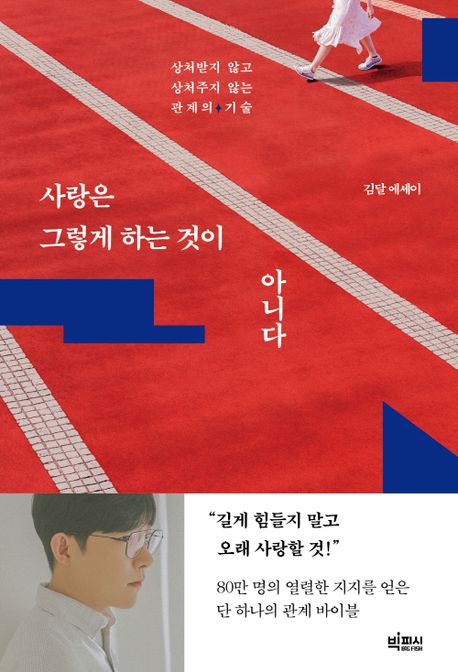 상처받지 않고
상처주지 않는
관계의✦기술
김달 에세이
사랑은
그렇게 하는 것이
아니다
“길게 힘들지 말고
오래 사랑할 것!”
80만 명의 열렬한 지지를 얻은
단 하나의 관계 바이블
빅피시
BIG FISH